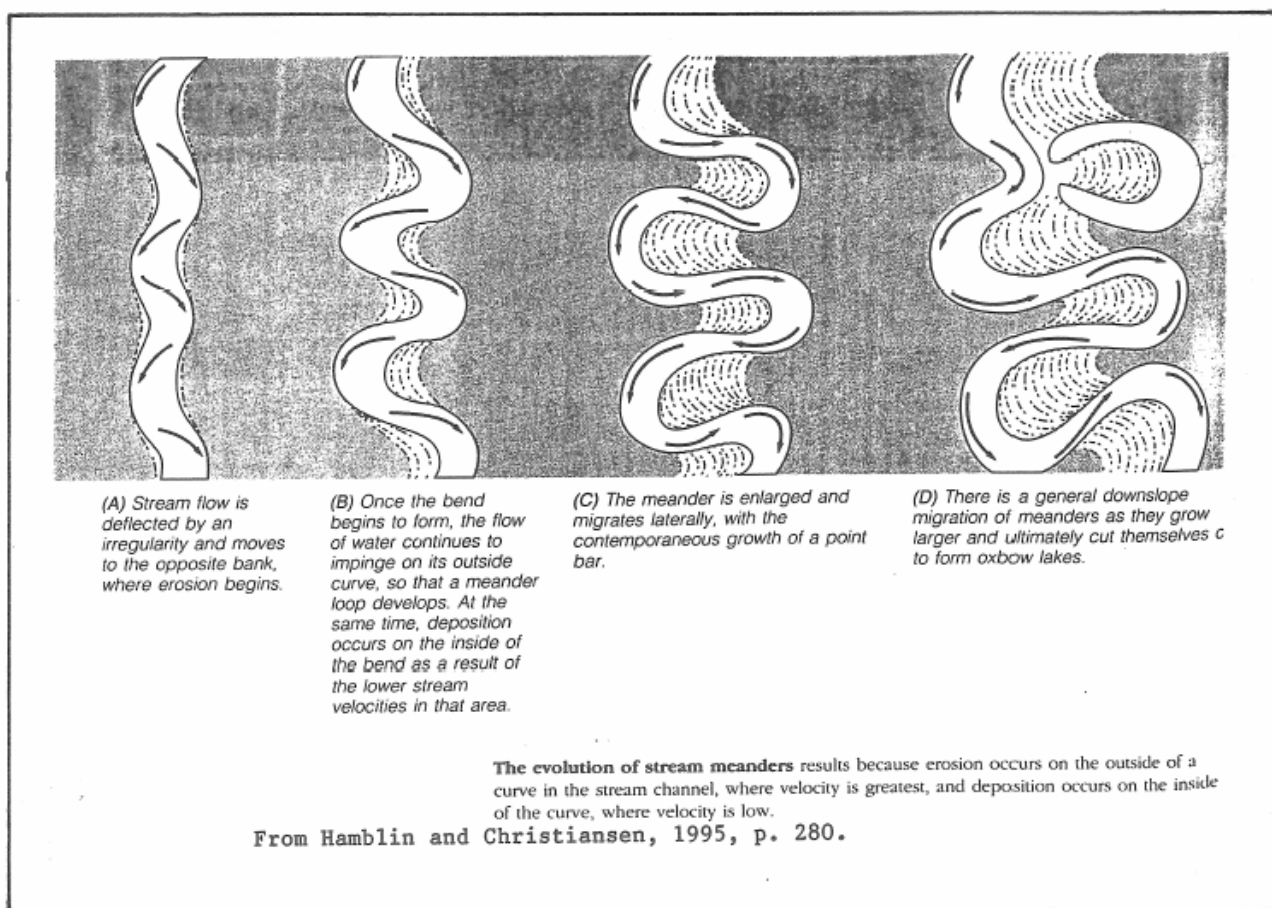 (A) Stream flow is
deflected by an
irregularity and moves
to the opposite bank,
where erosion begins.
(B) Once the bend
begins to form, the flow
of water continues to
impinge on its outside
curve, so that a meander
loop develops. At the
same time, deposition
occurs on the inside of
the bend as a result of
the lower stream
velocities in that area.
(C) The meander is enlarged and
migrates laterally, with the
contemporaneous growth of a point
bar.
(D) There is a general downslope
migration of meanders as they grow
larger and ultimately cut themselves
to form oxbow lakes.
The evolution of stream meanders results because erosion occurs on the outside of a
curve in the stream channel, where velocity is greatest, and deposition occurs on the inside
of the curve, where velocity is low.
From Hamblin and Christiansen, 1995, p. 280.